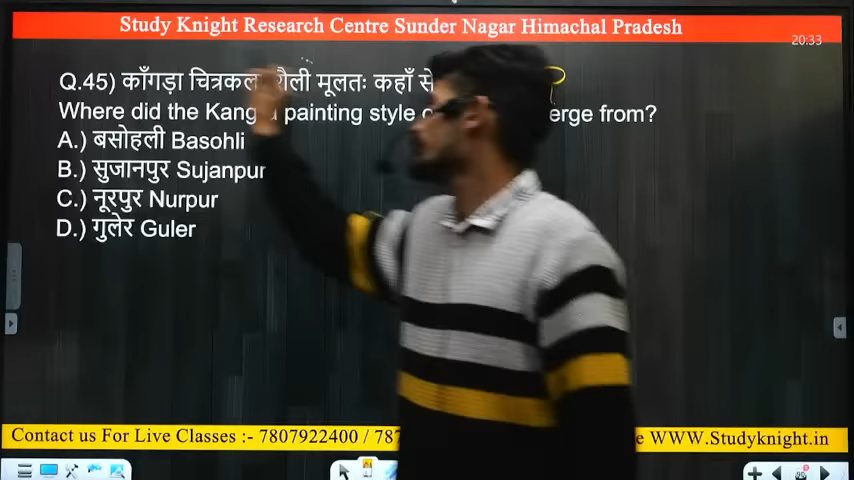 Study Knight Research Centre Sunder Nagar Himachal Pradesh
20:33
Q.45) काँगड़ा चित्रकल शैली मूलतः कहाँ से
Where did the Kang a painting style erge from?
A.) बसोहली Basohli
B.) सुजानपुर Sujanpur
C.) नूरपुर Nurpur
D.) गुलेर Guler
Contact us For Live Classes :- 7807922400 / 787 e WWW.Studyknight.in